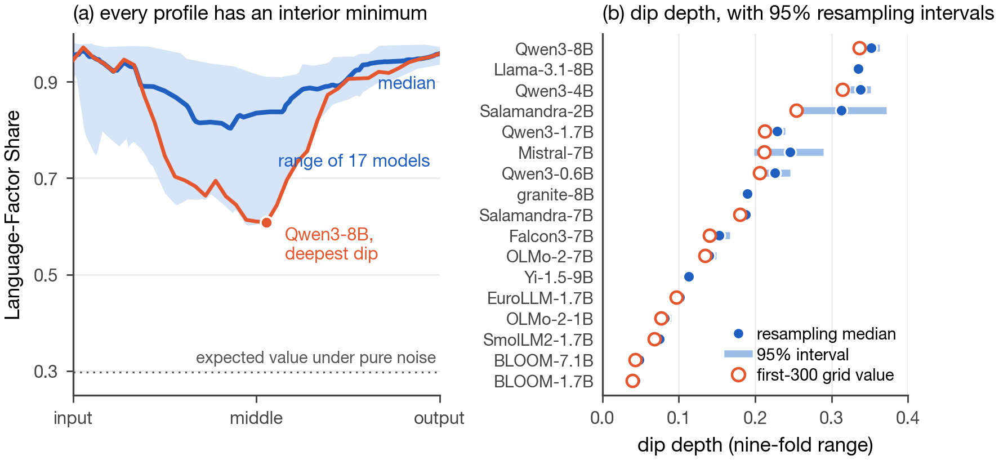 (a) every profile has an interior minimum
Language-Factor Share
0.9
0.7
0.5
0.3
median
range of 17 models
Qwen3-8B,
deepest dip
expected value under pure noise
input
middle
output
(b) dip depth, with 95% resampling intervals
Qwen3-8B
Llama-3.1-8B
Qwen3-4B
Salamandra-2B
Qwen3-1.7B
Mistral-7B
Qwen3-0.6B
granite-8B
Salamandra-7B
Falcon3-7B
OLMo-2-7B
Yi-1.5-9B
EuroLLM-1.7B
OLMo-2-1B
SmolLM2-1.7B
BLOOM-7.1B
BLOOM-1.7B
resampling median
95% interval
first-300 grid value
0.0
0.1
0.2
0.3
0.4
dip depth (nine-fold range)